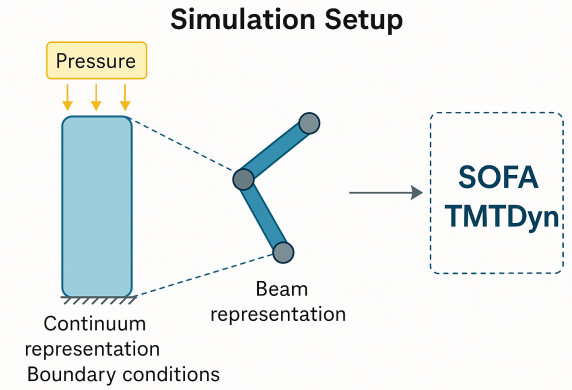 Simulation Setup
Pressure
SOFA
TMTDyn
Beam
representation
Continuum
representation
Boundary conditions